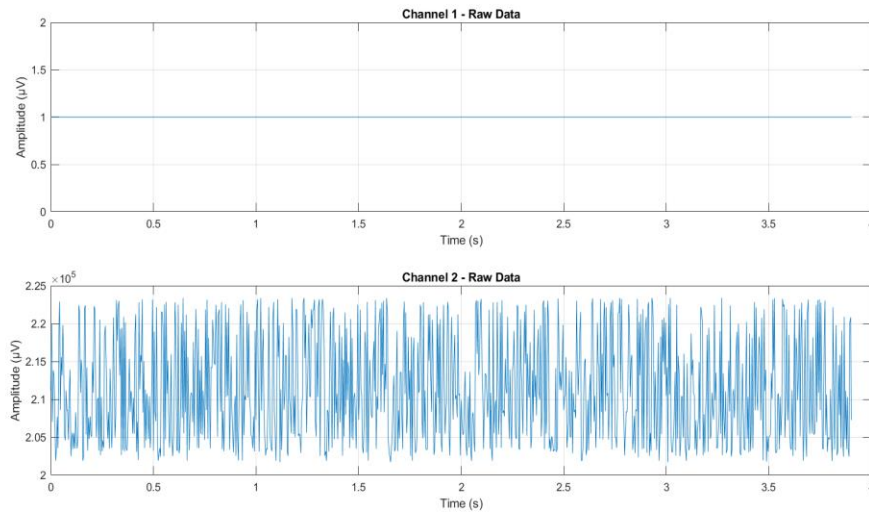 Channel 1 - Raw Data
2
1.5
1
0.5
0
Amplitude (µV)
0 0.5 1 1.5 2 2.5 3 3.5
Time (s)
×10⁵
Channel 2 - Raw Data
2.25
2.2
2.15
2.1
2.05
2
Amplitude (µV)
0 0.5 1 1.5 2 2.5 3 3.5
Time (s)